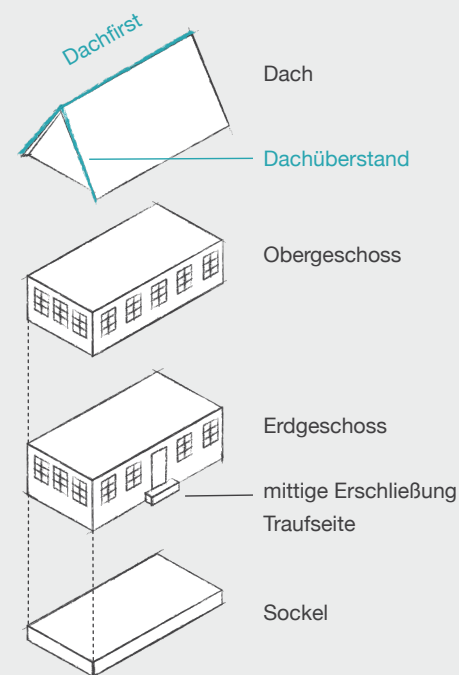 Dachfirst
Dach
Dachüberstand
Obergeschoss
Erdgeschoss
mittige Erschließung
Traufseite
Sockel